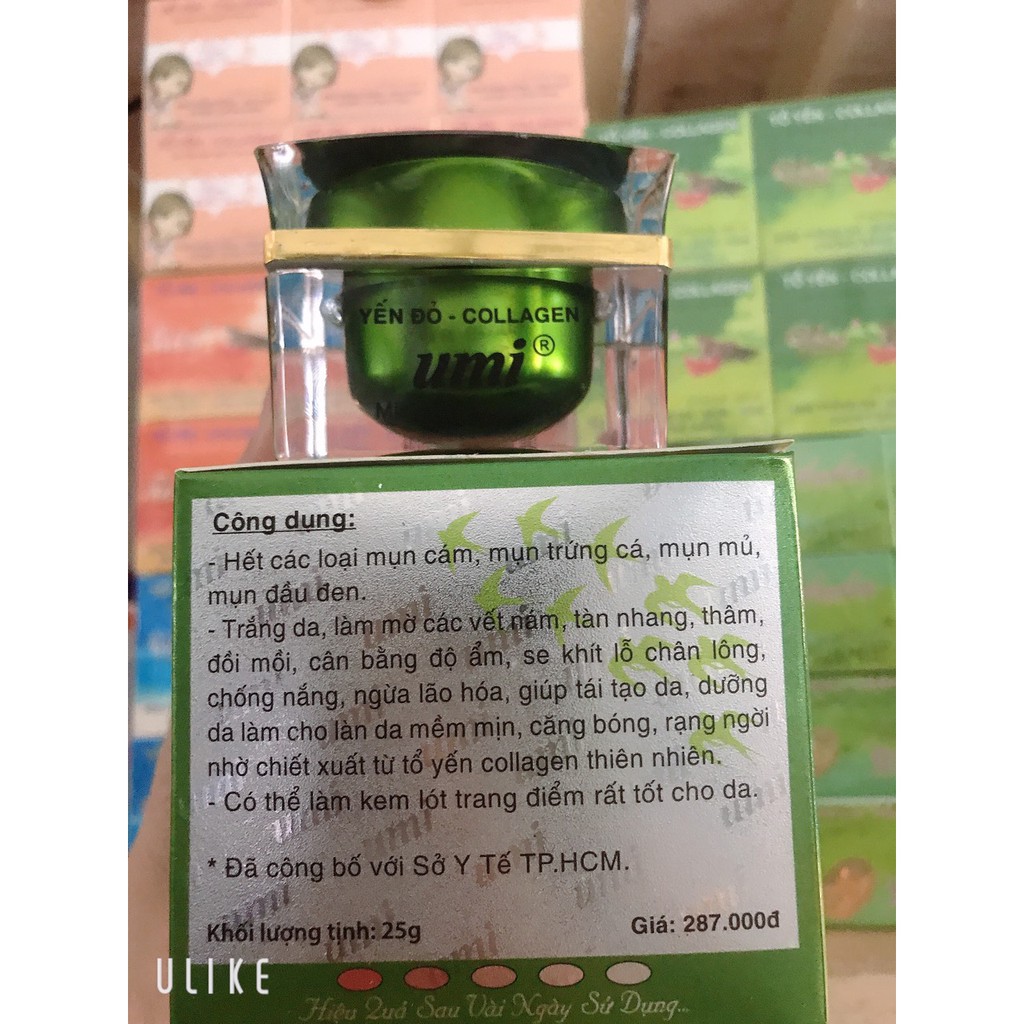 TỔ YẾN - COLLAGEN
YẾN ĐỎ - COLLAGEN
umi®
Công dụng:
- Hết các loại mụn cám, mụn trứng cá, mụn mủ,
mụn đầu đen.
- Trắng da, làm mờ các vết nám, tàn nhang, thâm,
đồi mồi, cân bằng độ ẩm, se khít lỗ chân lông,
chống nắng, ngừa lão hóa, giúp tái tạo da, dưỡng
da làm cho làn da mềm mịn, căng bóng, rạng ngời
nhờ chiết xuất từ tổ yến collagen thiên nhiên.
- Có thể làm kem lót trang điểm rất tốt cho da.
* Đã công bố với Sở Y Tế TP.HCM.
Khối lượng tịnh: 25g
Giá: 287.000đ
ULIKE
Hiệu Quả Sau Vài Ngày Sử Dụng...